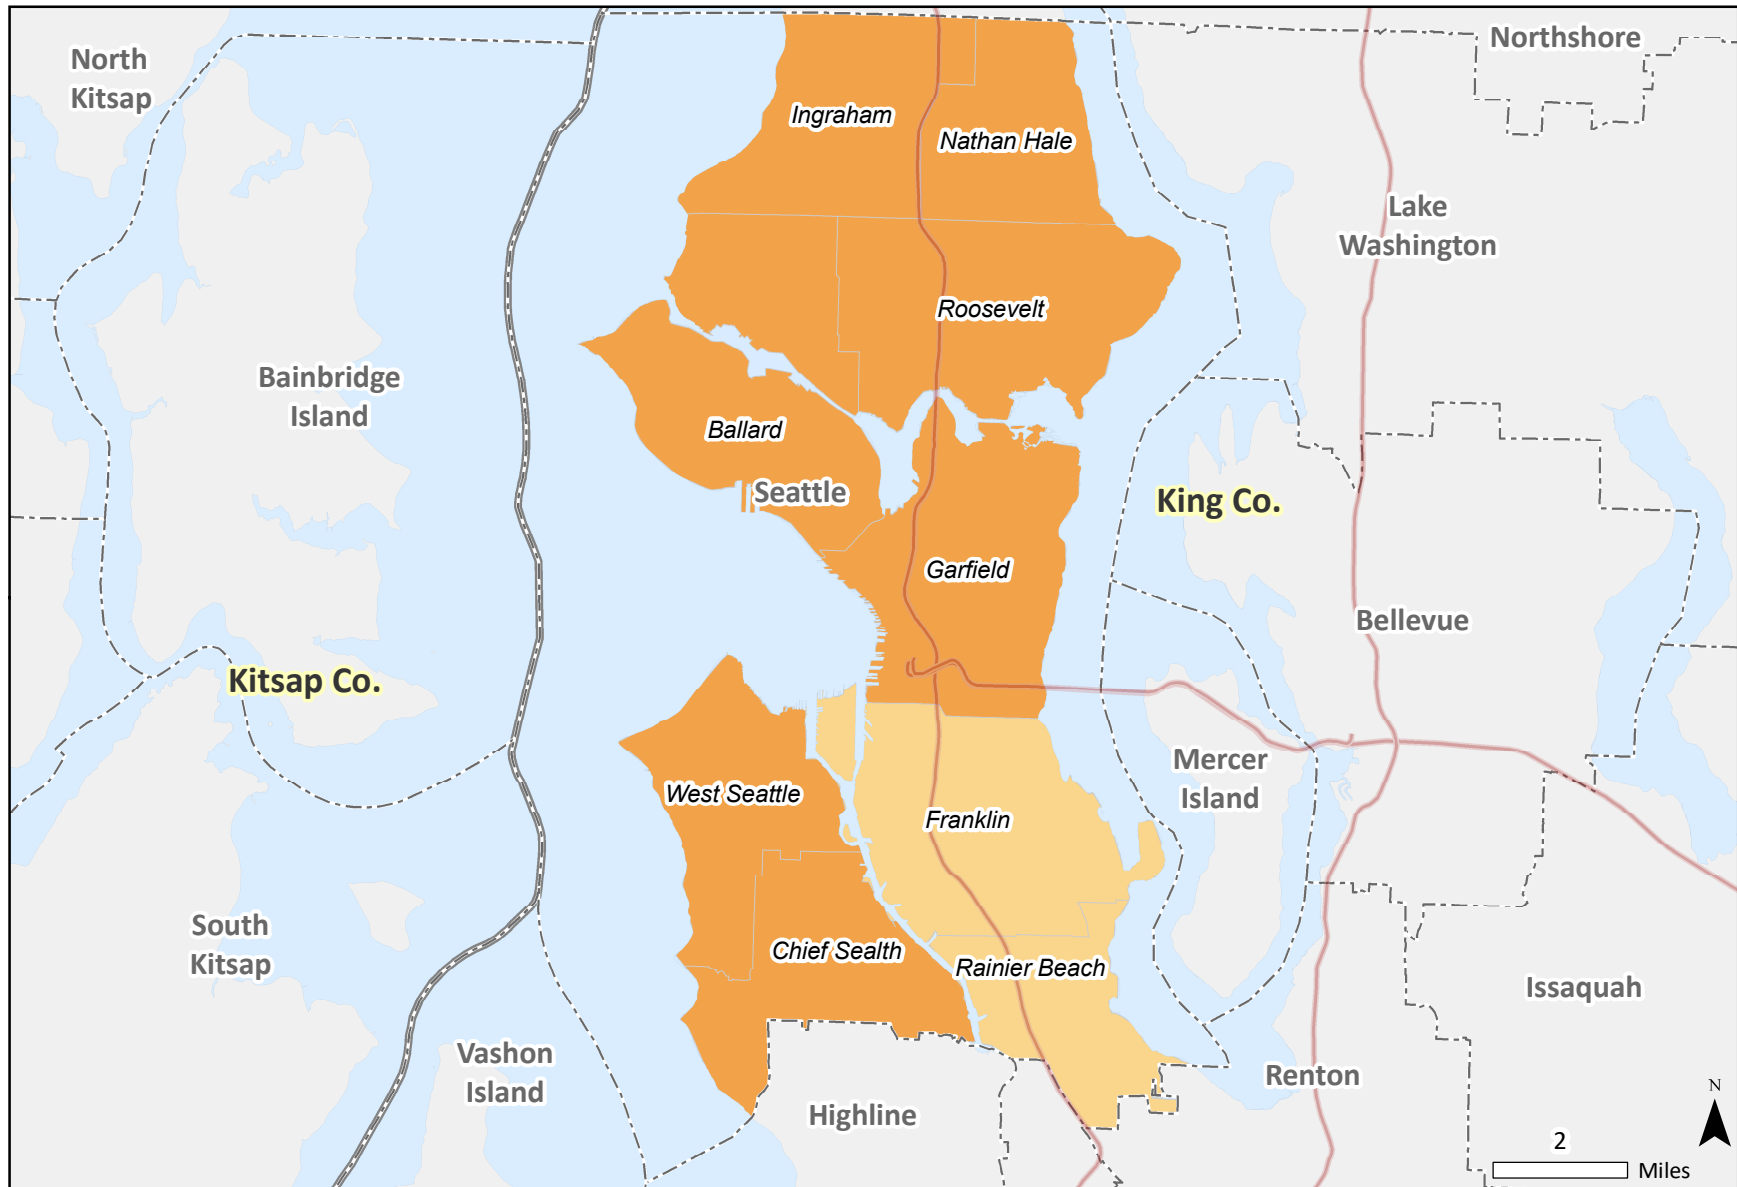 North
Kitsap
Northshore
Ingraham
Nathan Hale
Lake
Washington
Roosevelt
Bainbridge
Island
Ballard
Seattle
King Co.
Garfield
Bellevue
Kitsap Co.
Mercer
Island
West Seattle
Franklin
South
Kitsap
Chief Sealth
Rainier Beach
Issaquah
Vashon
Island
Renton
Highline
N
2
Miles